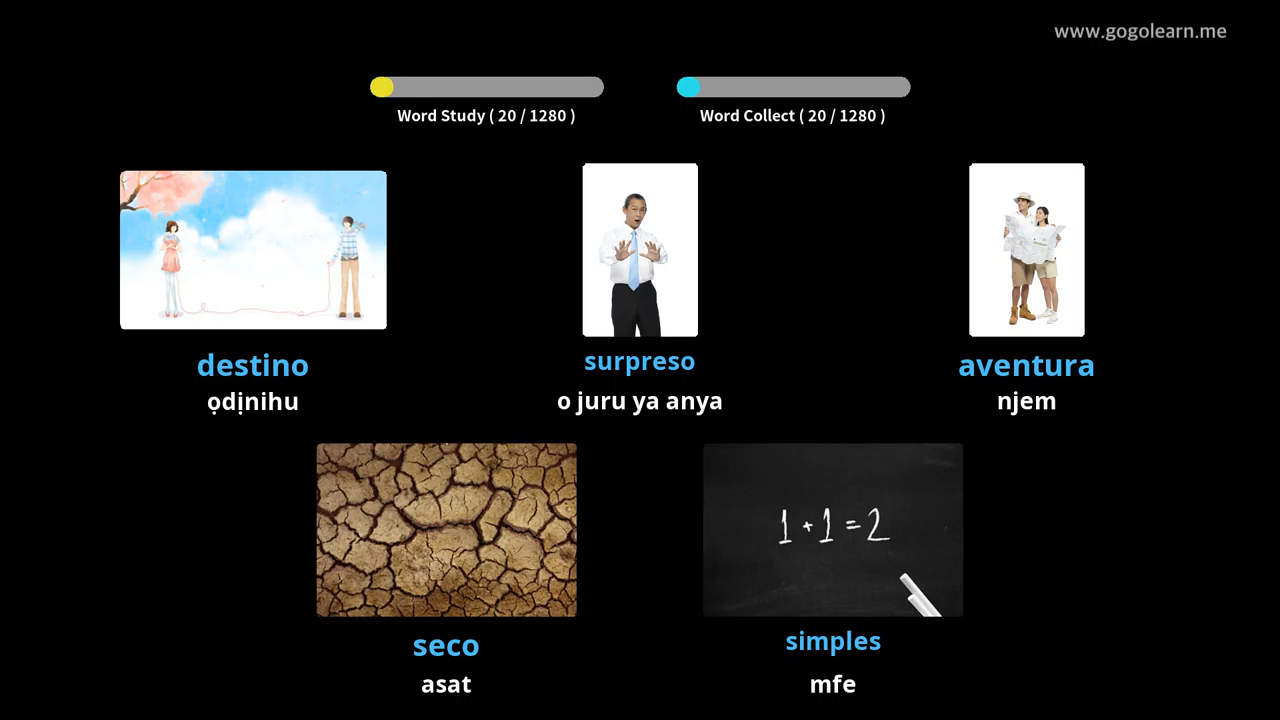 www.gogolearn.me
Word Study ( 20 / 1280 )
Word Collect ( 20 / 1280 )
destino
ọdịnihu
surpreso
o juru ya anya
aventura
njem
1 + 1 = 2
seco
asat
simples
mfe